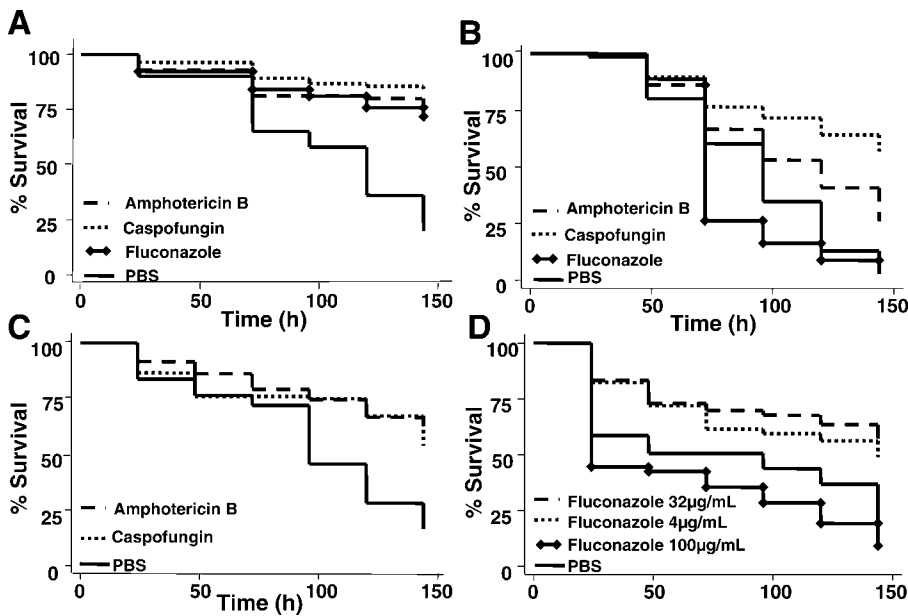 A
% Survival
100
75
50
25
0
Amphotericin B
Caspofungin
Fluconazole
PBS
0 50 100 150
Time (h)
B
% Survival
100
75
50
25
0
Amphotericin B
Caspofungin
Fluconazole
PBS
0 50 100 150
Time (h)
C
% Survival
100
75
50
25
0
Amphotericin B
Caspofungin
PBS
0 50 100 150
Time (h)
D
% Survival
100
75
50
25
0
Fluconazole 32µg/mL
Fluconazole 4µg/mL
Fluconazole 100µg/mL
PBS
0 50 100 150
Time (h)